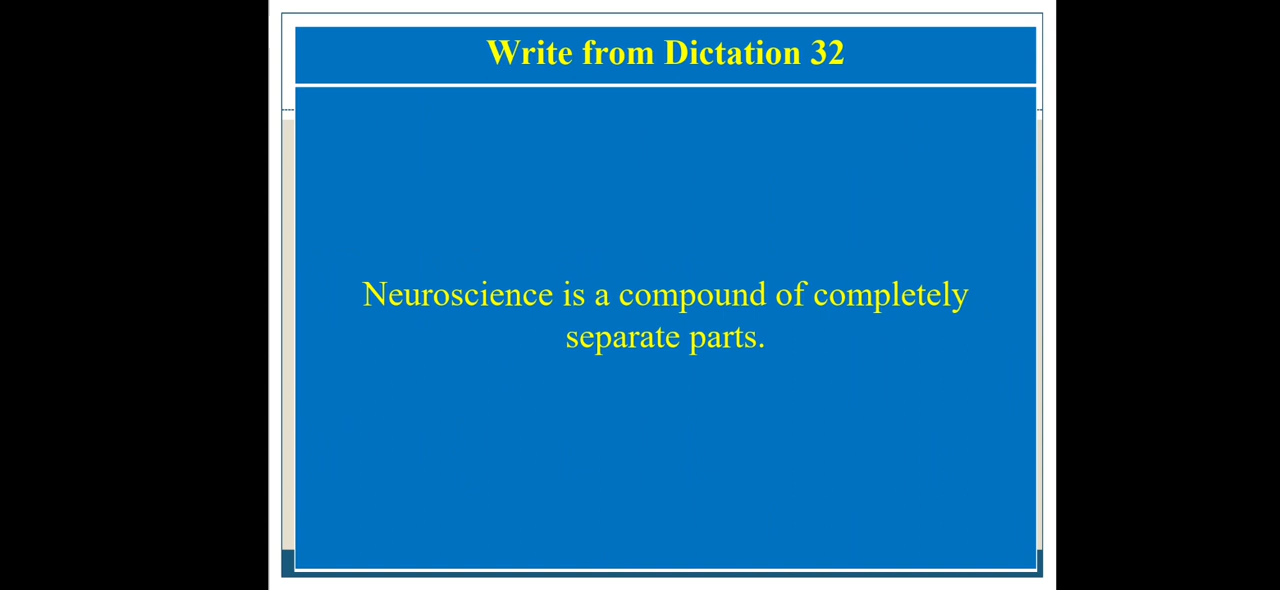 Write from Dictation 32
Neuroscience is a compound of completely
separate parts.